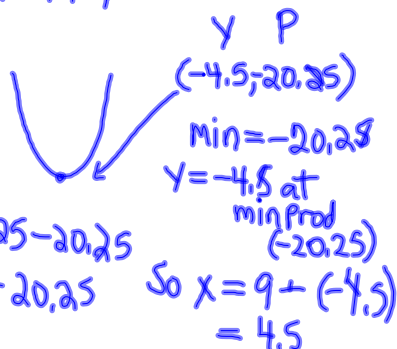 Y P
(-4.5,-20.25)
min = -20.25
Y = -4.5 at
min prod
(-20.25)
25 - 20.25
- 20.25
So X = 9 + (-4.5)
= 4.5